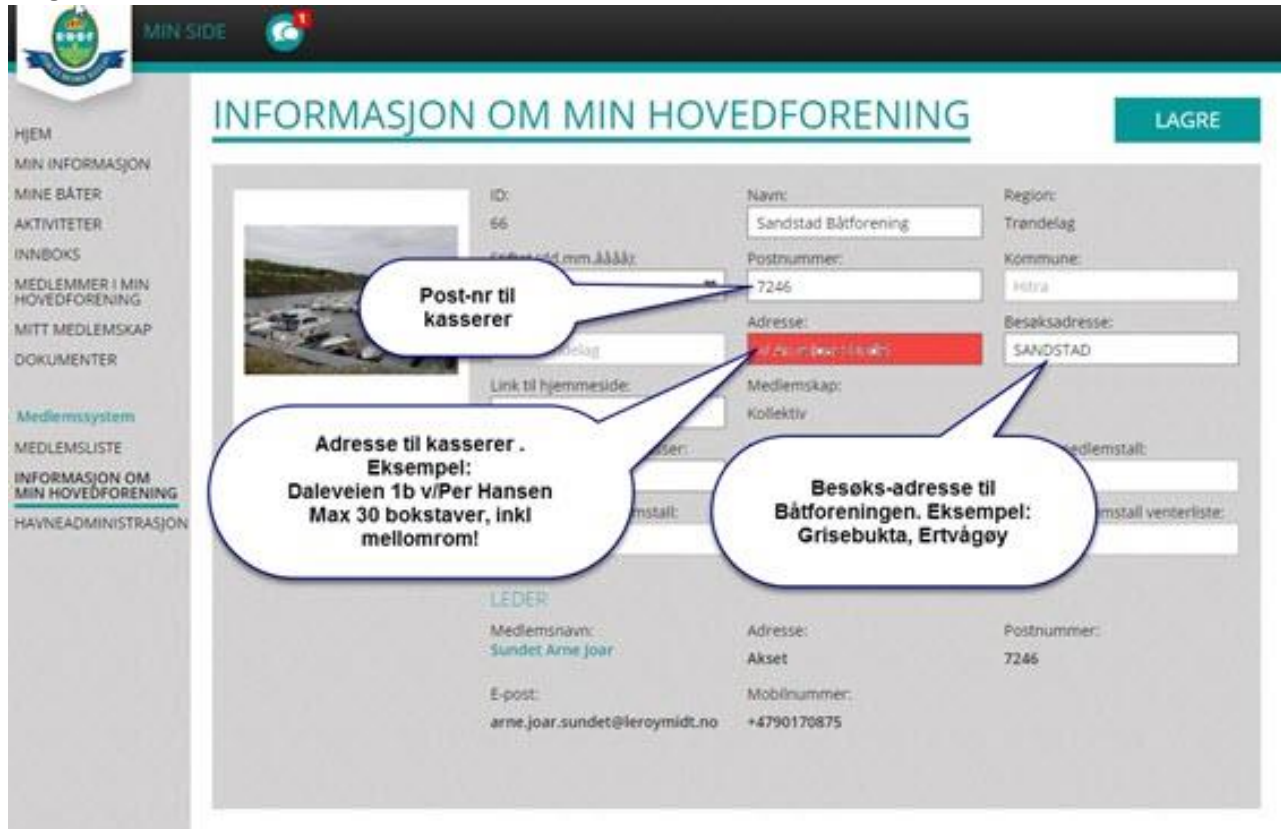 MIN SIDE
1
HJEM
MIN INFORMASJON
MINE BÅTER
AKTIVITETER
INNBOKS
MEDLEMMER I MIN
HOVEDFORENING
MITT MEDLEMSKAP
DOKUMENTER
Medlemssystem
MEDLEMSLISTE
INFORMASJON OM
MIN HOVEDFORENING
HAVNEADMINISTRASJON
INFORMASJON OM MIN HOVEDFORENING
LAGRE
ID:
66
Navn:
Sandstad Båtforening
Region:
Trøndelag
Postnummer:
7246
Kommune:
Hitra
Post-nr til
kasserer
Adresse:
Besøksadresse:
SANDSTAD
Link til hjemmeside:
Medlemskap:
Kollektiv
Adresse til kasserer .
Eksempel:
Daleveien 1b v/Per Hansen
Max 30 bokstaver, inkl
mellomrom!
Besøks-adresse til
Båtforeningen. Eksempel:
Grisebukta, Ertvågøy
venterliste:
LEDER
Medlemsnavn:
Sundet Arne Joar
Adresse:
Akset
Postnummer:
7246
E-post:
arne.joar.sundet@leroymidt.no
Mobilnummer:
+4790170875